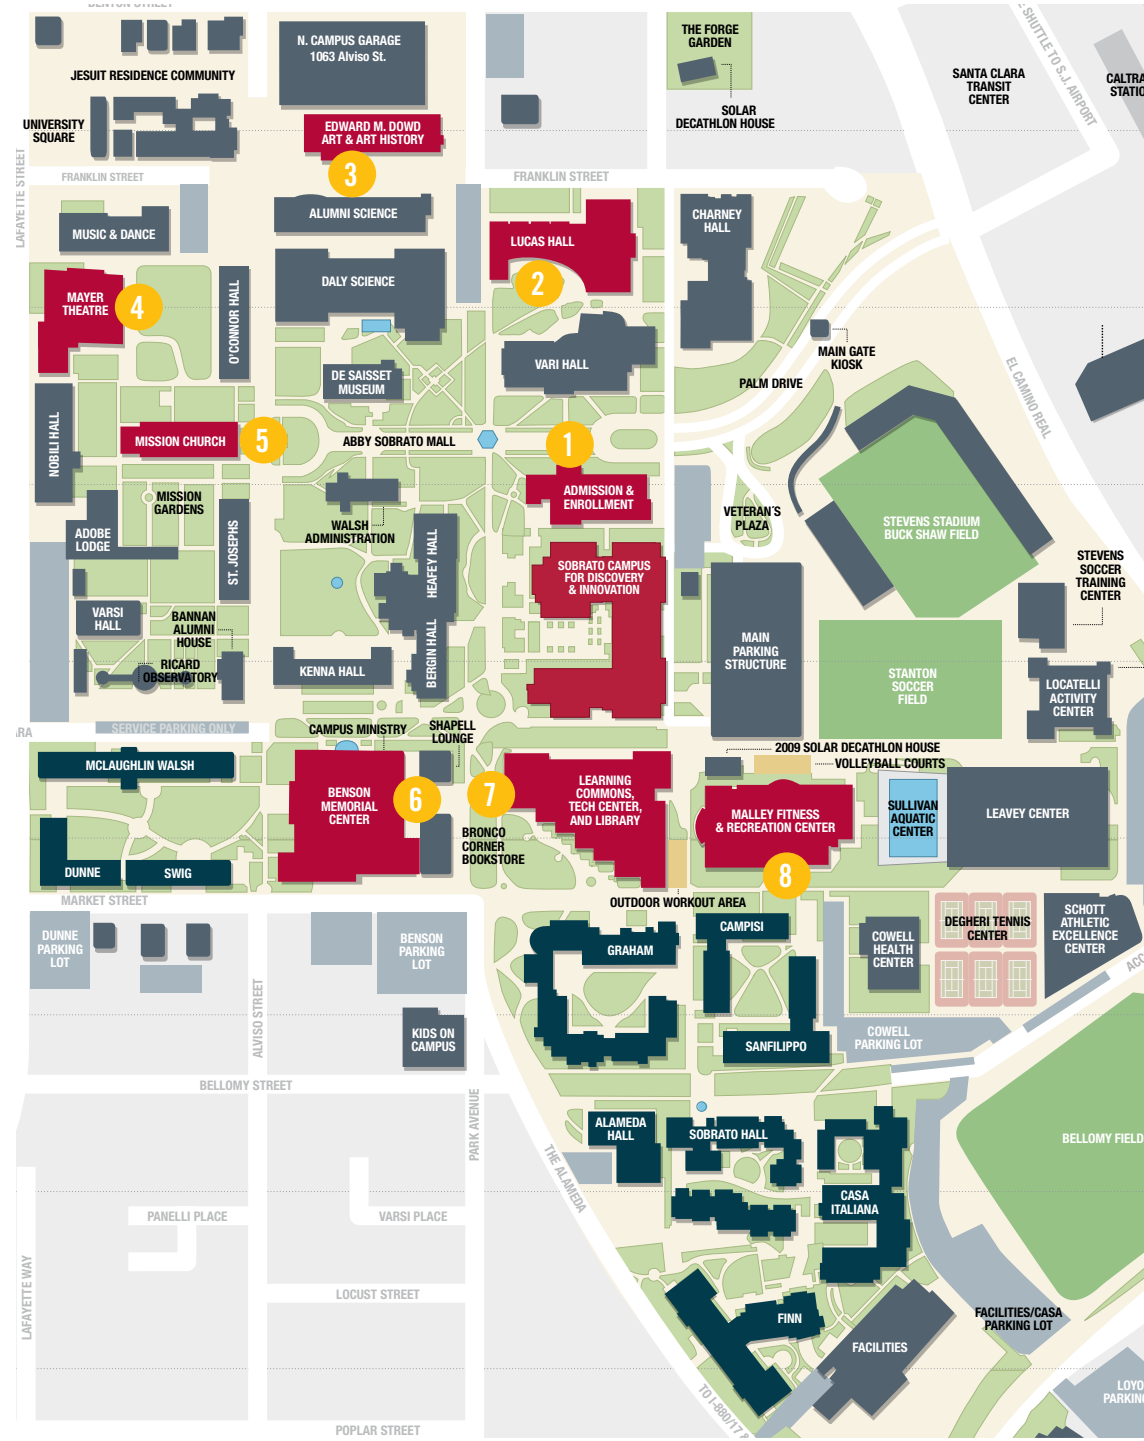 BENTON STREET
JESUIT RESIDENCE COMMUNITY
UNIVERSITY
SQUARE
N. CAMPUS GARAGE
1063 Alviso St.
EDWARD M. DOWD
ART & ART HISTORY
3
THE FORGE
GARDEN
SOLAR
DECATHLON HOUSE
SANTA CLARA
TRANSIT
CENTER
SHUTTLE TO S.J. AIRPORT
LAFAYETTE STREET
FRANKLIN STREET
FRANKLIN STREET
MUSIC & DANCE
ALUMNI SCIENCE
LUCAS HALL
2
CHARNEY
HALL
MAYER
THEATRE
4
O'CONNOR HALL
DALY SCIENCE
VARI HALL
MAIN GATE
KIOSK
PALM DRIVE
EL CAMINO REAL
DE SAISSET
MUSEUM
NOBILI HALL
MISSION CHURCH
5
ABBY SOBRATO MALL
1
ADMISSION &
ENROLLMENT
MISSION
GARDENS
WALSH
ADMINISTRATION
VETERAN'S
PLAZA
STEVENS STADIUM
BUCK SHAW FIELD
ADOBE
LODGE
ST. JOSEPHS
HEAFEY HALL
SOBRATO CAMPUS
FOR DISCOVERY
& INNOVATION
STEVENS
SOCCER
TRAINING
CENTER
VARSI
HALL
BANNAN
ALUMNI
HOUSE
RICARD
OBSERVATORY
KENNA HALL
BERGIN HALL
MAIN
PARKING
STRUCTURE
STANTON
SOCCER
FIELD
LOCATELLI
ACTIVITY
CENTER
SERVICE PARKING ONLY
CAMPUS MINISTRY
SHAPELL
LOUNGE
2009 SOLAR DECATHLON HOUSE
VOLLEYBALL COURTS
MCLAUGHLIN WALSH
BENSON
MEMORIAL
CENTER
6
7
LEARNING
COMMONS,
TECH CENTER,
AND LIBRARY
MALLEY FITNESS
& RECREATION CENTER
8
SULLIVAN
AQUATIC
CENTER
LEAVEY CENTER
BRONCO
CORNER
BOOKSTORE
DUNNE
SWIG
MARKET STREET
OUTDOOR WORKOUT AREA
DUNNE
PARKING
LOT
BENSON
PARKING
LOT
GRAHAM
CAMPISI
COWELL
HEALTH
CENTER
DEGHERI TENNIS
CENTER
SCHOTT
ATHLETIC
EXCELLENCE
CENTER
ALVISO STREET
KIDS ON
CAMPUS
SANFILIPPO
COWELL
PARKING LOT
BELLOMY STREET
PARK AVENUE
ALAMEDA
HALL
SOBRATO HALL
BELLOMY FIELD
THE ALAMEDA
CASA
ITALIANA
PANELLI PLACE
VARSI PLACE
LAFAYETTE WAY
LOCUST STREET
FINN
FACILITIES
FACILITIES/CASA
PARKING LOT
TO I-880/17 &
POPLAR STREET